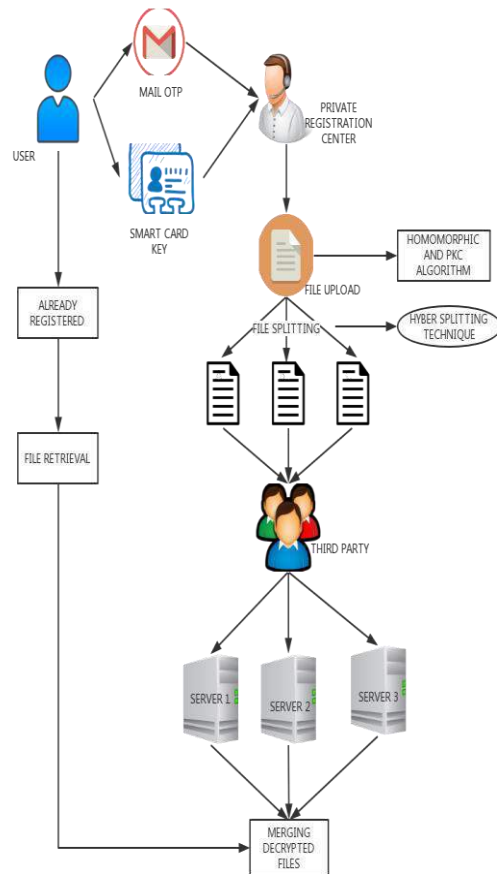 MAIL OTP
PRIVATE
REGISTRATION
CENTER
USER
SMART CARD
KEY
HOMOMORPHIC
AND PKC
ALGORITHM
FILE UPLOAD
ALREADY
REGISTERED
FILE SPLITTING
HYBER SPLITTING
TECHNIQUE
FILE RETRIEVAL
THIRD PARTY
SERVER 1
SERVER 2
SERVER 3
MERGING
DECRYPTED
FILES